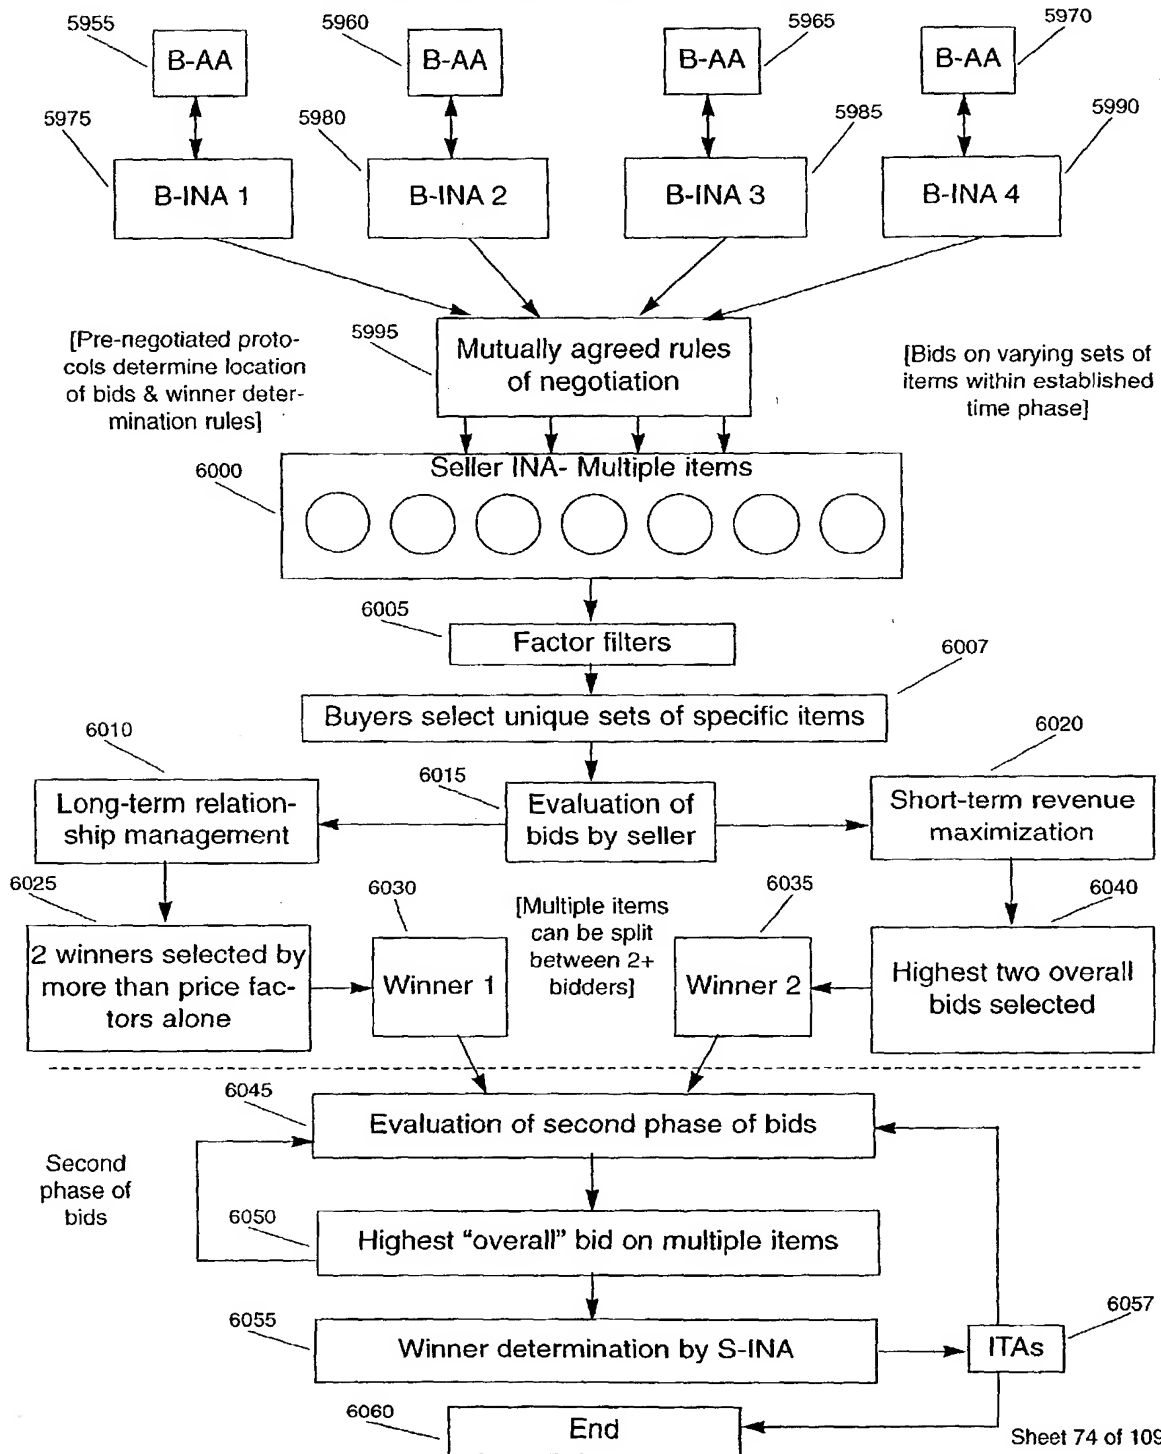 5955
5960
5965
5970
B-AA
B-AA
B-AA
B-AA
5975
5980
5985
5990
B-INA 1
B-INA 2
B-INA 3
B-INA 4
5995
[Pre-negotiated proto-
cols determine location
of bids & winner deter-
mination rules]
Mutually agreed rules
of negotiation
[Bids on varying sets of
items within established
time phase]
6000
Seller INA- Multiple items
6005
Factor filters
6007
Buyers select unique sets of specific items
6010
6015
6020
Long-term relation-
ship management
Evaluation of
bids by seller
Short-term revenue
maximization
6025
6030
6035
6040
2 winners selected by
more than price fac-
tors alone
Winner 1
[Multiple items
can be split
between 2+
bidders]
Winner 2
Highest two overall
bids selected
6045
Evaluation of second phase of bids
Second
phase of
bids
6050
Highest “overall” bid on multiple items
6055
Winner determination by S-INA
6057
ITAs
6060
End
Sheet 74 of 109